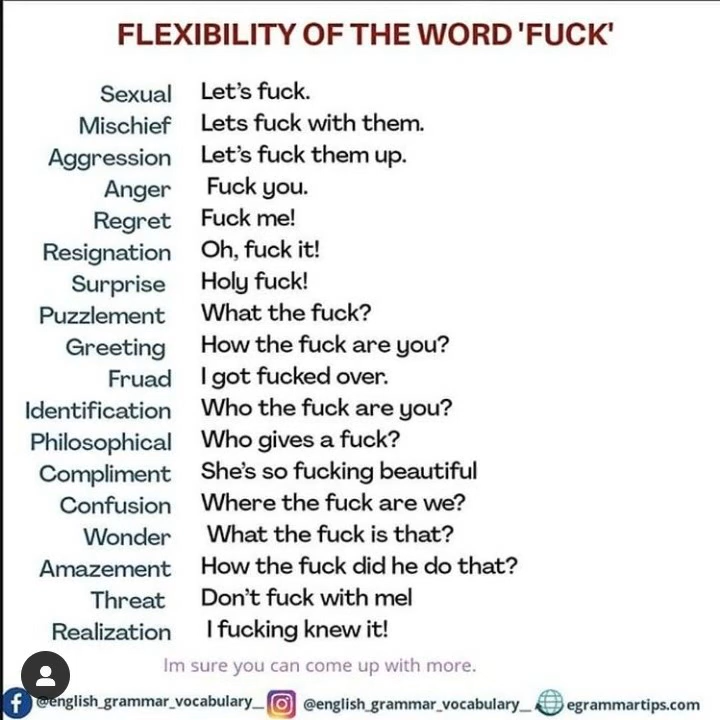 FLEXIBILITY OF THE WORD 'FUCK'
Sexual Let's fuck.
Mischief Lets fuck with them.
Aggression Let's fuck them up.
Anger Fuck you.
Regret Fuck me!
Resignation Oh, fuck it!
Surprise Holy fuck!
Puzzlement What the fuck?
Greeting How the fuck are you?
Fruad I got fucked over.
Identification Who the fuck are you?
Philosophical Who gives a fuck?
Compliment She's so fucking beautiful
Confusion Where the fuck are we?
Wonder What the fuck is that?
Amazement How the fuck did he do that?
Threat Don't fuck with mel
Realization I fucking knew it!
Im sure you can come up with more.
@english_grammar_vocabulary_ @english_grammar_vocabulary_ egrammartips.com